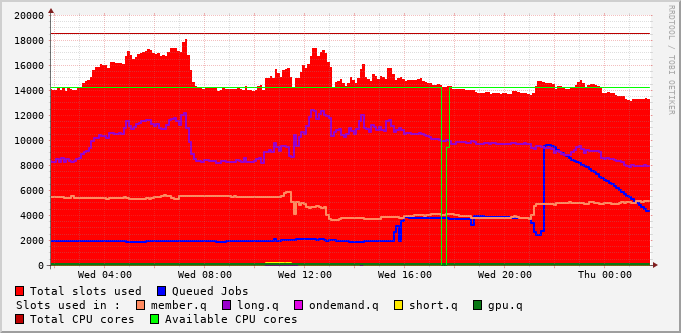 20000
18000
16000
14000
12000
10000
8000
6000
4000
2000
0
Wed 04:00 Wed 08:00 Wed 12:00 Wed 16:00 Wed 20:00 Thu 00:00
RRDTOOL / TOBI OETIKER
Total slots used Queued Jobs
Slots used in : member.q long.q ondemand.q short.q gpu.q
Total CPU cores Available CPU cores